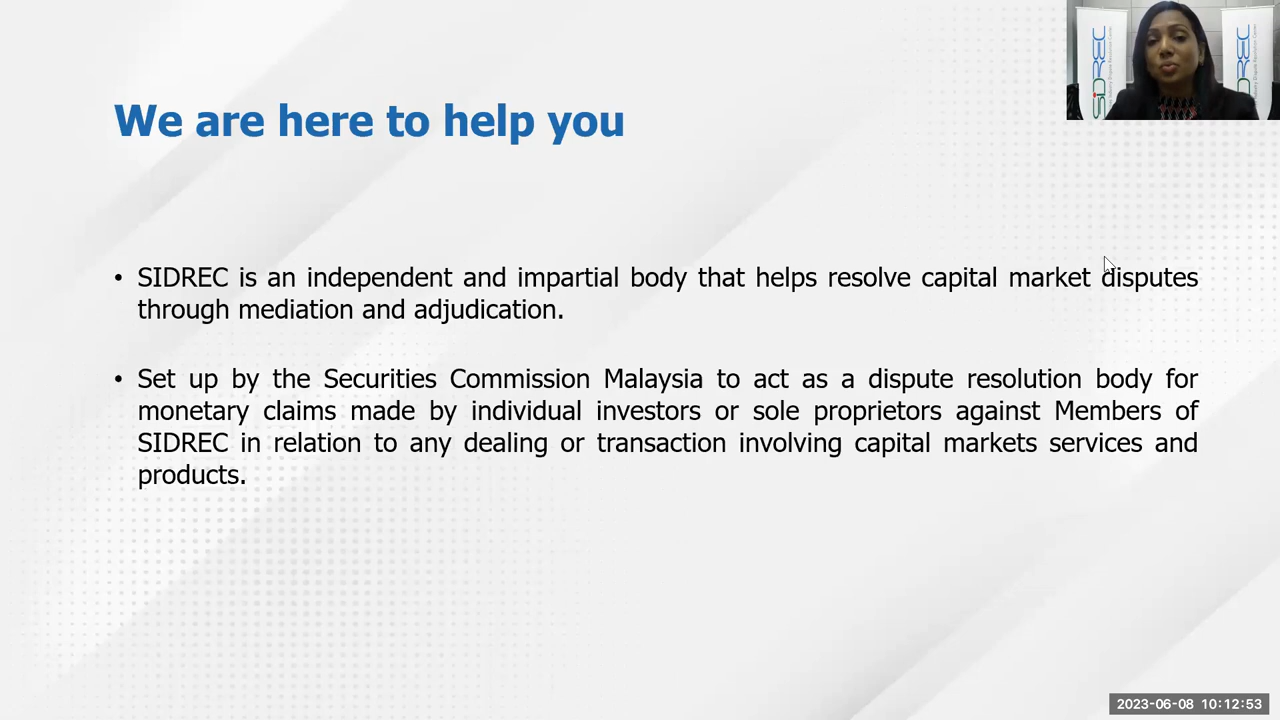 We are here to help you
• SIDREC is an independent and impartial body that helps resolve capital market disputes
through mediation and adjudication.
• Set up by the Securities Commission Malaysia to act as a dispute resolution body for
monetary claims made by individual investors or sole proprietors against Members of
SIDREC in relation to any dealing or transaction involving capital markets services and
products.
SIDREC
2023-06-08 10:12:53